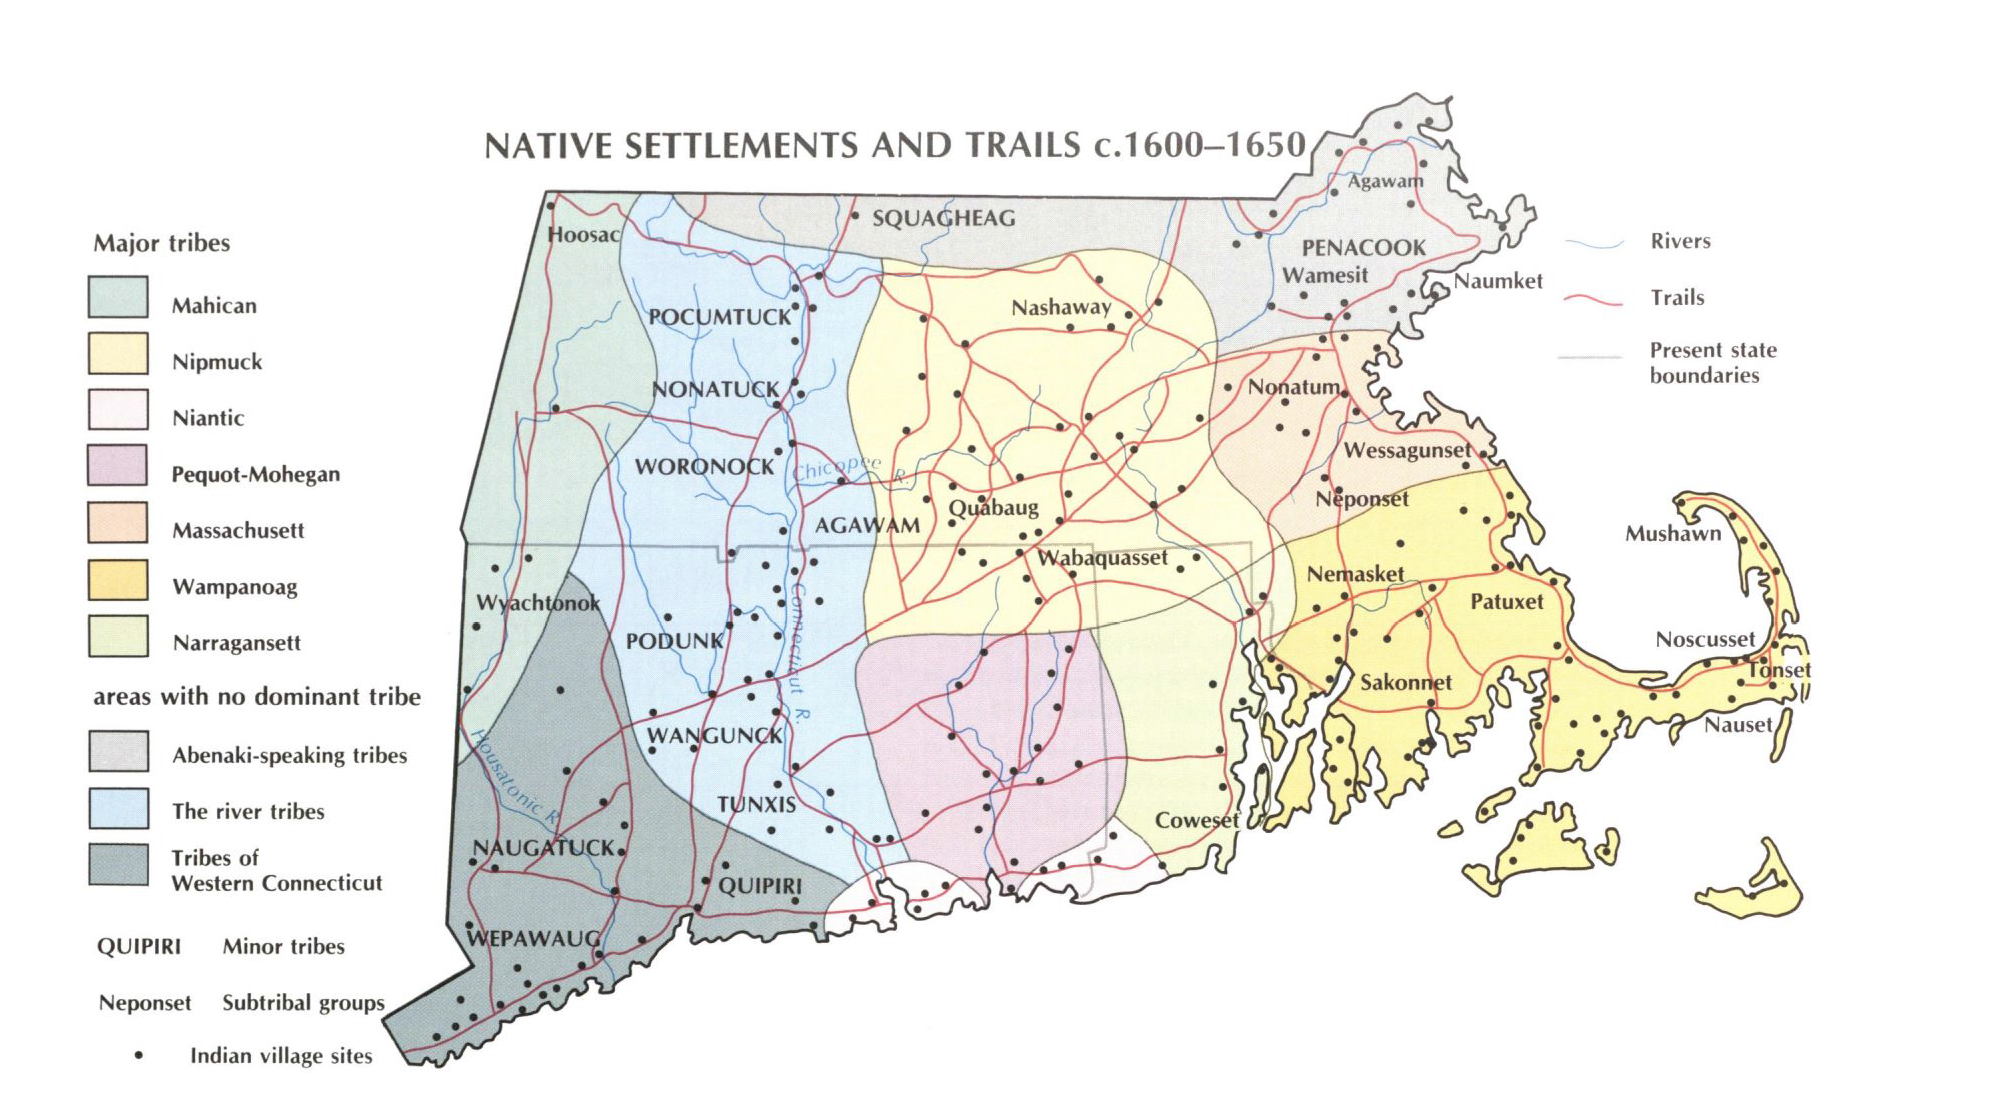 NATIVE SETTLEMENTS AND TRAILS c.1600–1650
Major tribes
Mahican
Nipmuck
Niantic
Pequot-Mohegan
Massachusett
Wampanoag
Narragansett
areas with no dominant tribe
Abenaki-speaking tribes
The river tribes
Tribes of
Western Connecticut
QUIPIRI Minor tribes
Neponset Subtribal groups
Indian village sites
Rivers
Trails
Present state
boundaries
Hoosac
SQUAGHEAG
Agawam
PENACOOK
Wamesit
Naumket
POCUMTUCK
Nashaway
NONATUCK
Nonatum
WORONOCK
Chicopee R.
Wessagunset
Neponset
Quabaug
AGAWAM
Mushawn
Wabaquasset
Nemasket
Wyachtonok
Patuxet
PODUNK
Connecticut R.
Noscusset
Tonset
Sakonnet
Nauset
WANGUNCK
Housatonic R.
TUNXIS
Coweset
NAUGATUCK
QUIPIRI
WEPAWAUG